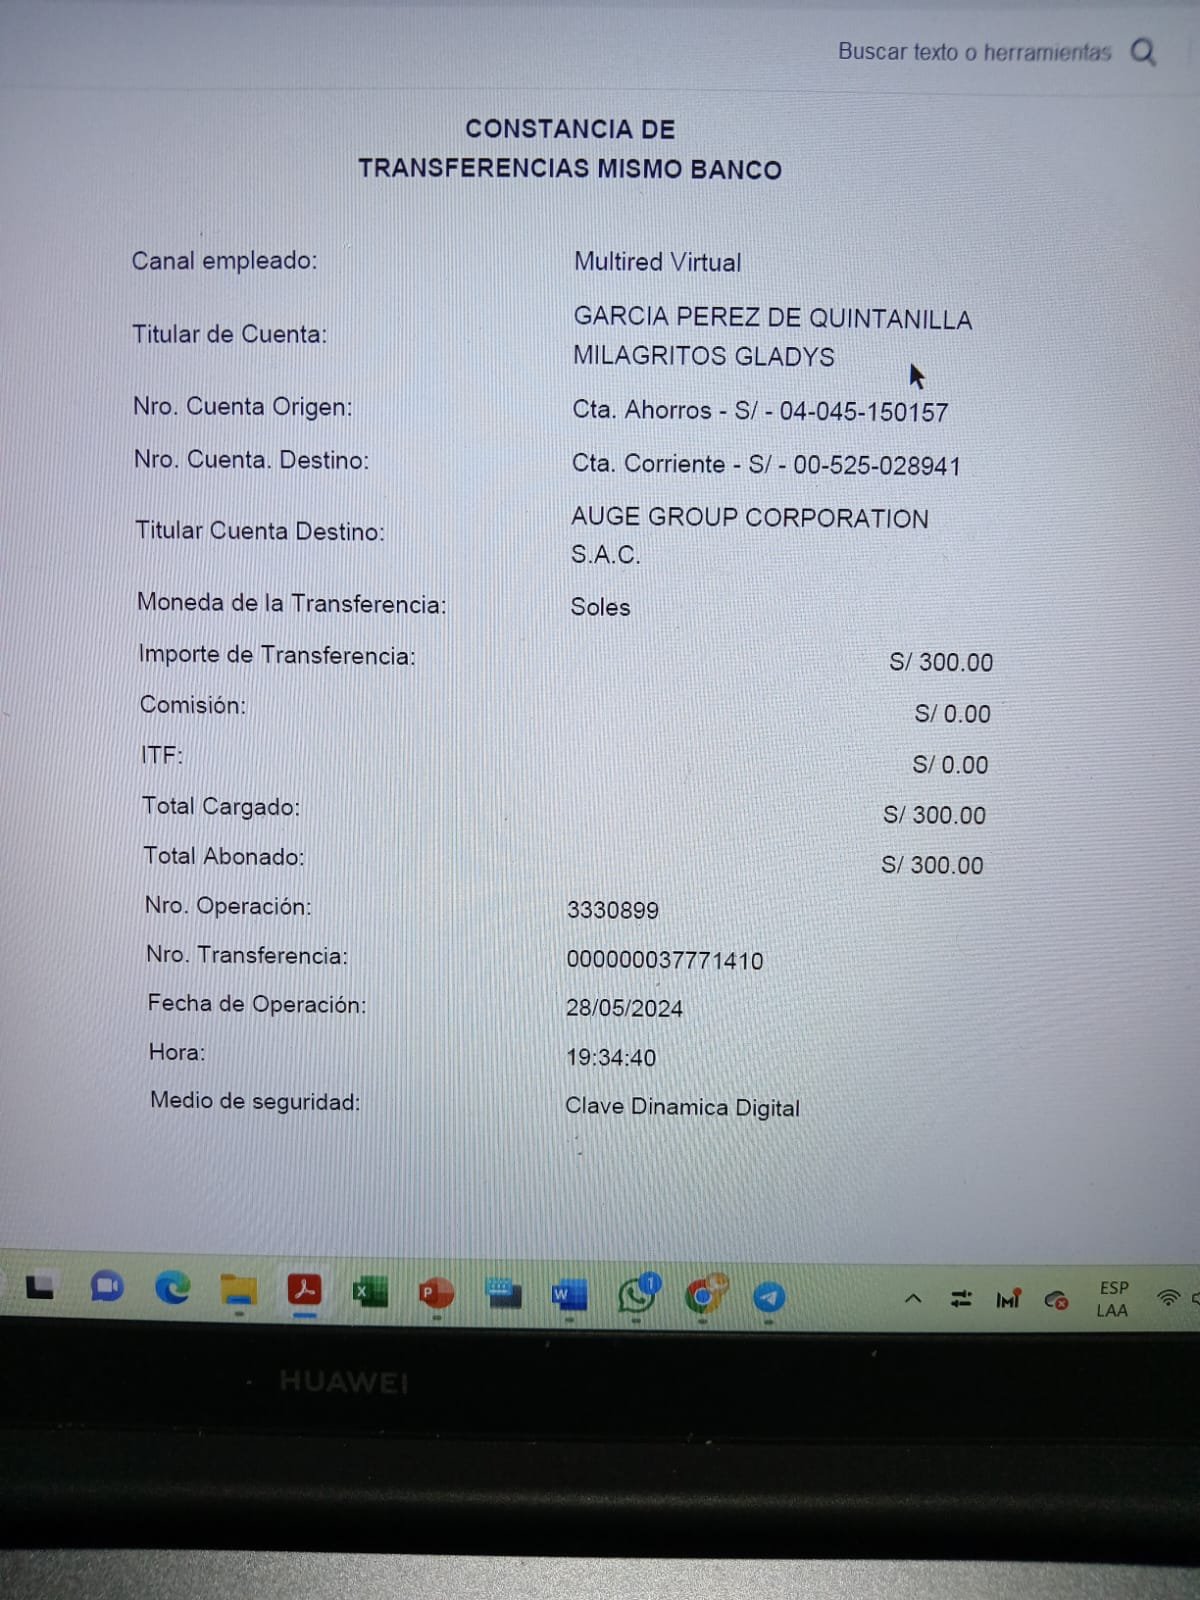 Buscar texto o herramientas
CONSTANCIA DE
TRANSFERENCIAS MISMO BANCO
Canal empleado: Multired Virtual
Titular de Cuenta: GARCIA PEREZ DE QUINTANILLA
MILAGRITOS GLADYS
Nro. Cuenta Origen: Cta. Ahorros - S/ - 04-045-150157
Nro. Cuenta. Destino: Cta. Corriente - S/ - 00-525-028941
Titular Cuenta Destino: AUGE GROUP CORPORATION
S.A.C.
Moneda de la Transferencia: Soles
Importe de Transferencia: S/ 300.00
Comisión: S/ 0.00
ITF: S/ 0.00
Total Cargado: S/ 300.00
Total Abonado: S/ 300.00
Nro. Operación: 3330899
Nro. Transferencia: 000000037771410
Fecha de Operación: 28/05/2024
Hora: 19:34:40
Medio de seguridad: Clave Dinamica Digital
1
ESP
LAA
HUAWEI